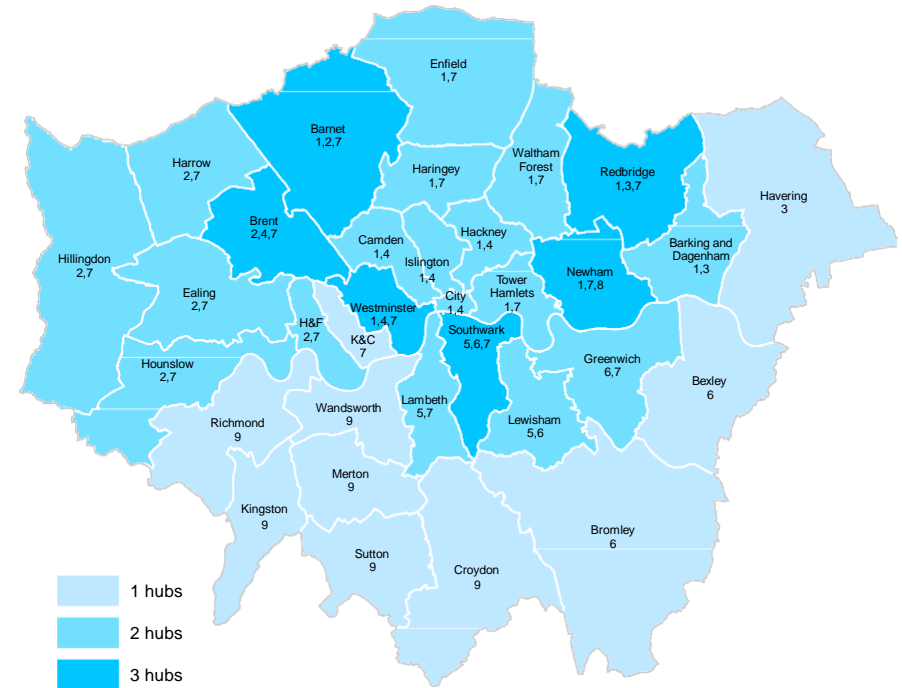 Enfield
1,7
Barnet
1,2,7
Harrow
2,7
Haringey
1,7
Waltham
Forest
1,7
Redbridge
1,3,7
Havering
3
Brent
2,4,7
Camden
1,4
Islington
1,4
Hackney
1,4
Barking and
Dagenham
1,3
Hillingdon
2,7
Ealing
2,7
Newham
1,7,8
Tower
Hamlets
1,7
City
1,4
Westminster
1,4,7
H&F
2,7
K&C
7
Southwark
5,6,7
Hounslow
2,7
Greenwich
6,7
Bexley
6
Richmond
9
Wandsworth
9
Lambeth
5,7
Lewisham
5,6
Merton
9
Kingston
9
Bromley
6
Sutton
9
Croydon
9
1 hubs
2 hubs
3 hubs